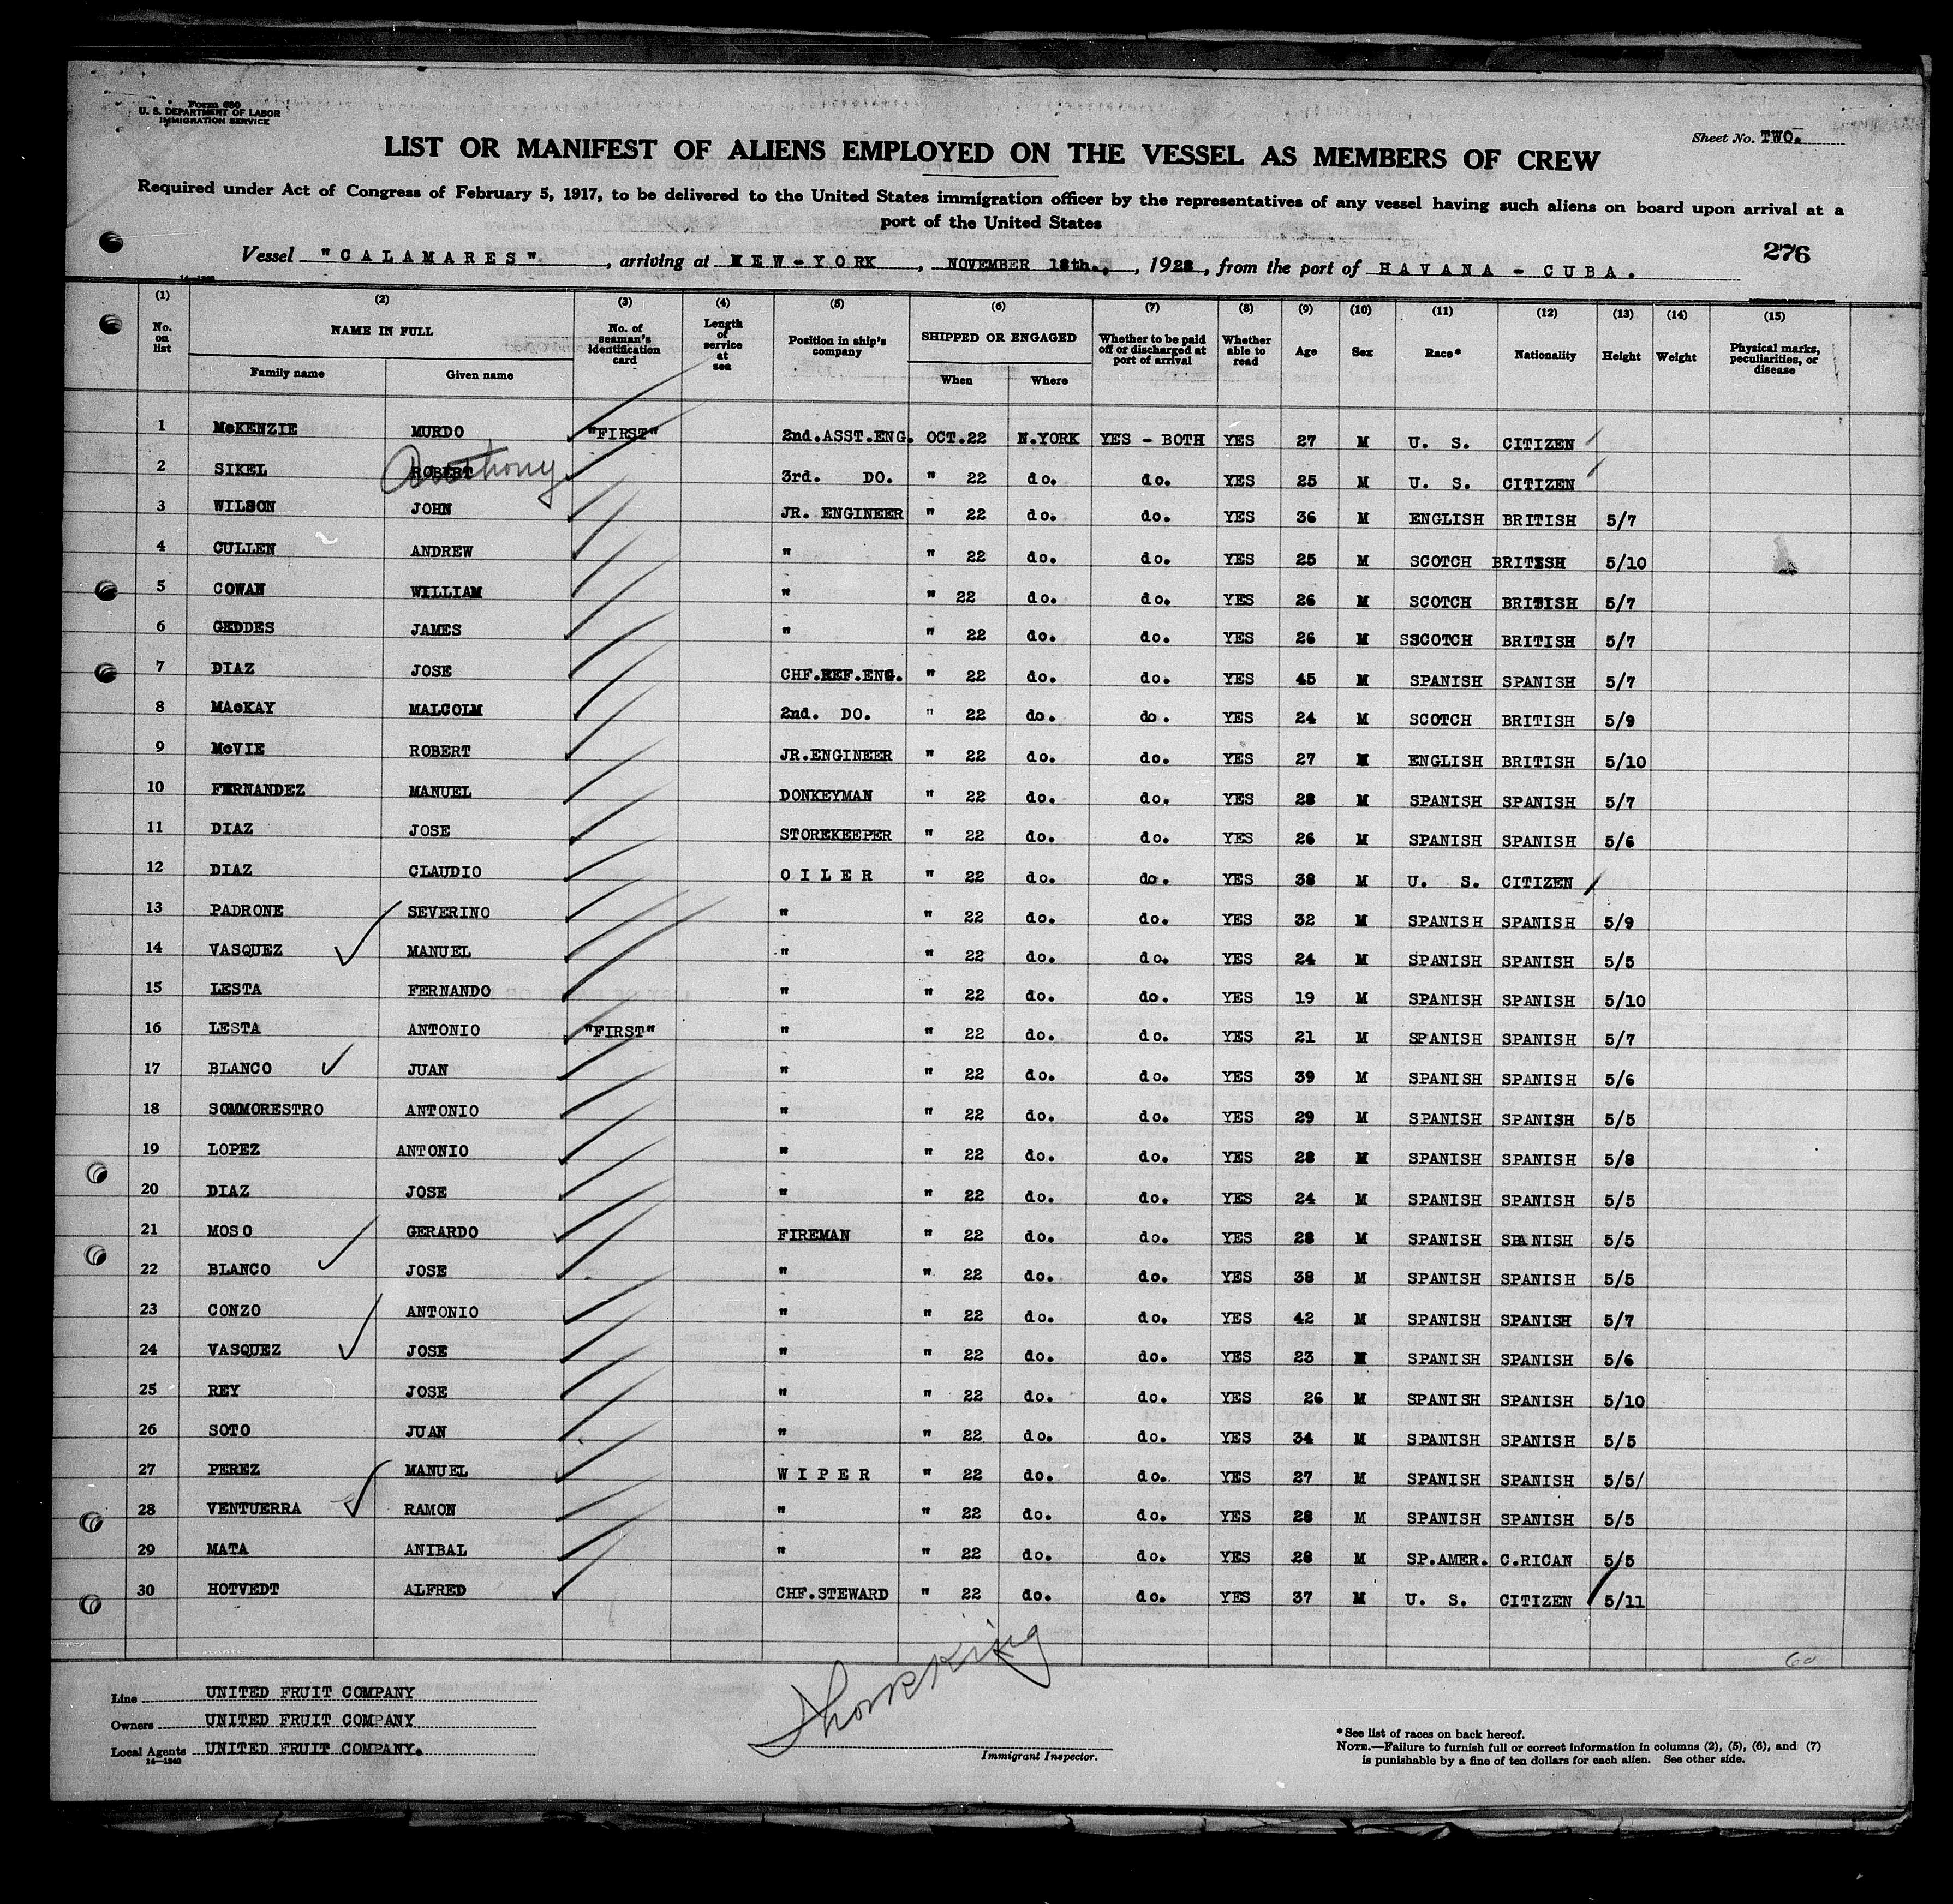 Form 680
U. S. DEPARTMENT OF LABOR
IMMIGRATION SERVICE
Sheet No. TWO.
LIST OR MANIFEST OF ALIENS EMPLOYED ON THE VESSEL AS MEMBERS OF CREW
Required under Act of Congress of February 5, 1917, to be delivered to the United States immigration officer by the representatives of any vessel having such aliens on board upon arrival at a
port of the United States
276
Vessel "CALAMARES", arriving at NEW-YORK, NOVEMBER 18th., 1928, from the port of HAVANA - CUBA.
14—1240
(1) (2) (3) (4) (5) (6) (7) (8) (9) (10) (11) (12) (13) (14) (15)
No. on list NAME IN FULL Family name Given name No. of seaman's identification card Length of service at sea Position in ship's company SHIPPED OR ENGAGED When Where Whether to be paid off or discharged at port of arrival Whether able to read Age Sex Race* Nationality Height Weight Physical marks, peculiarities, or disease
1 McKENZIE MURDO "FIRST" 2nd.ASST.ENG. OCT.22 N.YORK YES - BOTH YES 27 M U. S. CITIZEN
2 SIKEL ROBERT Anthony 3rd. DO. " 22 do. do. YES 25 M U. S. CITIZEN
3 WILSON JOHN JR. ENGINEER " 22 do. do. YES 36 M ENGLISH BRITISH 5/7
4 CULLEN ANDREW " " 22 do. do. YES 25 M SCOTCH BRITISH 5/10
5 COWAN WILLIAM " " 22 do. do. YES 26 M SCOTCH BRITISH 5/7
6 GEDDES JAMES " " 22 do. do. YES 26 M SSCOTCH BRITISH 5/7
7 DIAZ JOSE CHF.REF.ENG. " 22 do. do. YES 45 M SPANISH SPANISH 5/7
8 MAcKAY MALCOLM 2nd. DO. " 22 do. do. YES 24 M SCOTCH BRITISH 5/9
9 McVIE ROBERT JR.ENGINEER " 22 do. do. YES 27 M ENGLISH BRITISH 5/10
10 FERNANDEZ MANUEL DONKEYMAN " 22 do. do. YES 28 M SPANISH SPANISH 5/7
11 DIAZ JOSE STOREKEEPER " 22 do. do. YES 26 M SPANISH SPANISH 5/6
12 DIAZ CLAUDIO OILER " 22 do. do. YES 38 M U. S. CITIZEN
13 PADRONE SEVERINO " " 22 do. do. YES 32 M SPANISH SPANISH 5/9
14 VASQUEZ MANUEL " " 22 do. do. YES 24 M SPANISH SPANISH 5/5
15 LESTA FERNANDO " " 22 do. do. YES 19 M SPANISH SPANISH 5/10
16 LESTA ANTONIO "FIRST" " " 22 do. do. YES 21 M SPANISH SPANISH 5/7
17 BLANCO JUAN " " 22 do. do. YES 39 M SPANISH SPANISH 5/6
18 SOMMORESTRO ANTONIO " " 22 do. do. YES 29 M SPANISH SPANISH 5/5
19 LOPEZ ANTONIO " " 22 do. do. YES 28 M SPANISH SPANISH 5/8
20 DIAZ JOSE " " 22 do. do. YES 24 M SPANISH SPANISH 5/5
21 MOSO GERARDO FIREMAN " 22 do. do. YES 28 M SPANISH SPANISH 5/5
22 BLANCO JOSE " " 22 do. do. YES 38 M SPANISH SPANISH 5/5
23 CONZO ANTONIO " " 22 do. do. YES 42 M SPANISH SPANISH 5/7
24 VASQUEZ JOSE " " 22 do. do. YES 23 M SPANISH SPANISH 5/6
25 REY JOSE " " 22 do. do. YES 26 M SPANISH SPANISH 5/10
26 SOTO JUAN " " 22 do. do. YES 34 M SPANISH SPANISH 5/5
27 PEREZ MANUEL WIPER " 22 do. do. YES 27 M SPANISH SPANISH 5/5/
28 VENTUERRA RAMON " " 22 do. do. YES 28 M SPANISH SPANISH 5/5
29 MATA ANIBAL " " 22 do. do. YES 28 M SP.AMER. C.RICAN 5/5
30 HOTVEDT ALFRED CHF.STEWARD " 22 do. do. YES 37 M U. S. CITIZEN 5/11
60
Line UNITED FRUIT COMPANY
Owners UNITED FRUIT COMPANY
Local Agents UNITED FRUIT COMPANY.
14—1240
Immigrant Inspector.
*See list of races on back hereof.
NOTE.—Failure to furnish full or correct information in columns (2), (5), (6), and (7)
is punishable by a fine of ten dollars for each alien. See other side.